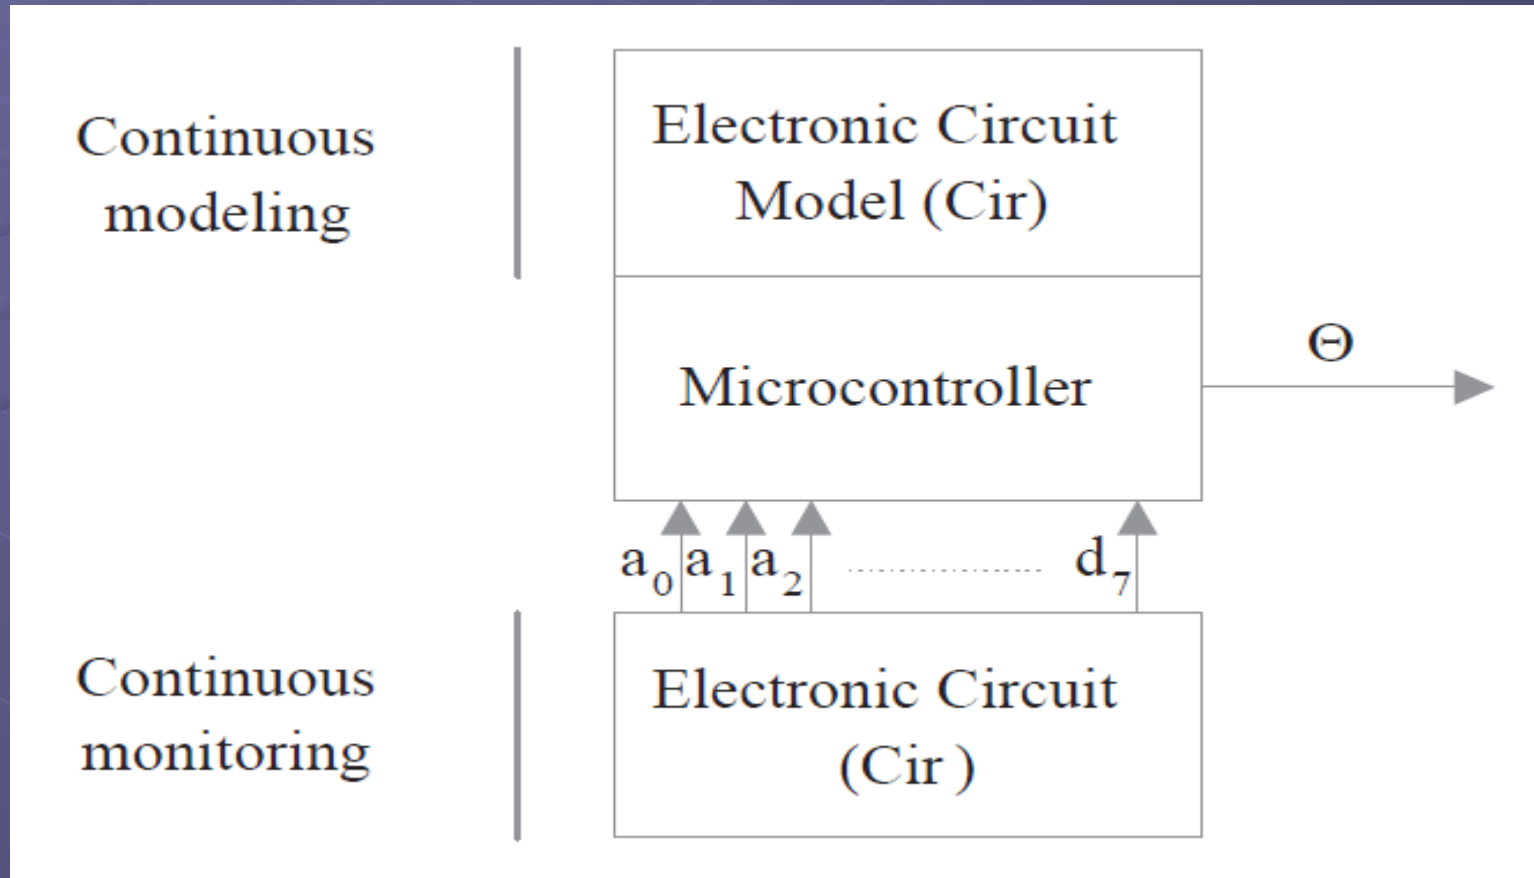 Continuous
modeling
Electronic Circuit
Model (Cir)
Microcontroller
Θ
a0 a1 a2 .................... d7
Continuous
monitoring
Electronic Circuit
(Cir )